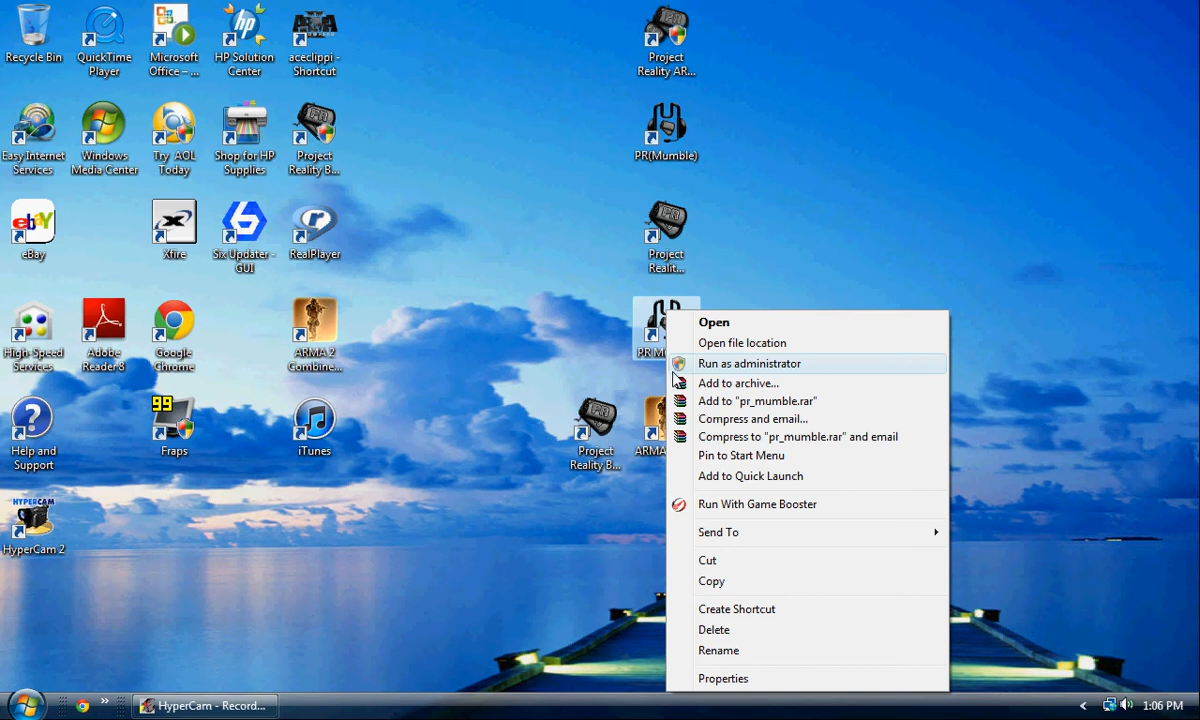 Recycle Bin
QuickTime
Player
Microsoft
Office – ...
hp
HP Solution
Center
ARMA
aceclippi -
Shortcut
Project
Reality AR...
Easy Internet
Services
Windows
Media Center
Try AOL
Today
Shop for HP
Supplies
Project
Reality B...
PR(Mumble)
ebY
eBay
Xfire
Six Updater -
GUI
RealPlayer
Project
Realit...
High-Speed
Services
Adobe
Reader 8
Google
Chrome
ARMA 2
Combine...
99
Help and
Support
Fraps
iTunes
Project
Reality B...
HYPERCAM
HyperCam 2
Open
Open file location
Run as administrator
Add to archive...
Add to "pr_mumble.rar"
Compress and email...
Compress to "pr_mumble.rar" and email
Pin to Start Menu
Add to Quick Launch
Run With Game Booster
Send To
Cut
Copy
Create Shortcut
Delete
Rename
Properties
HyperCam - Record...
1:06 PM